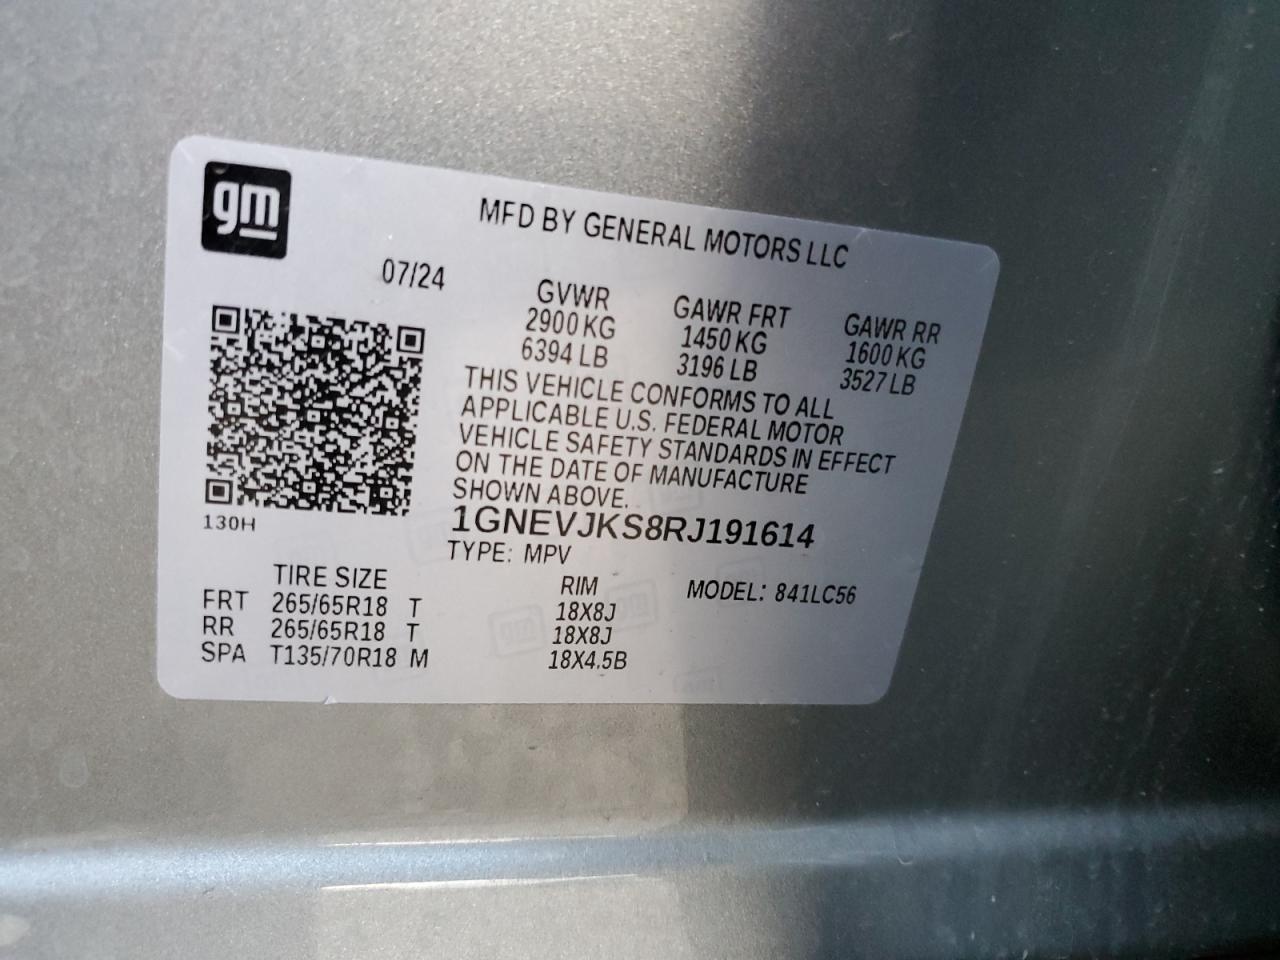 gm
MFD BY GENERAL MOTORS LLC
07/24
GVWR GAWR FRT GAWR RR
2900 KG 1450 KG 1600 KG
6394 LB 3196 LB 3527 LB
THIS VEHICLE CONFORMS TO ALL
APPLICABLE U.S. FEDERAL MOTOR
VEHICLE SAFETY STANDARDS IN EFFECT
ON THE DATE OF MANUFACTURE
SHOWN ABOVE.
130H
1GNEVJKS8RJ191614
TYPE: MPV
TIRE SIZE RIM MODEL: 841LC56
FRT 265/65R18 T 18X8J
RR 265/65R18 T 18X8J
SPA T135/70R18 M 18X4.5B